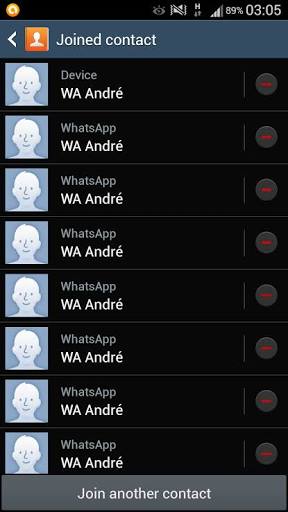 H 89% 03:05
Joined contact
Device
WA André
WhatsApp
WA André
WhatsApp
WA André
WhatsApp
WA André
WhatsApp
WA André
WhatsApp
WA André
WhatsApp
WA André
WhatsApp
WA André
Join another contact